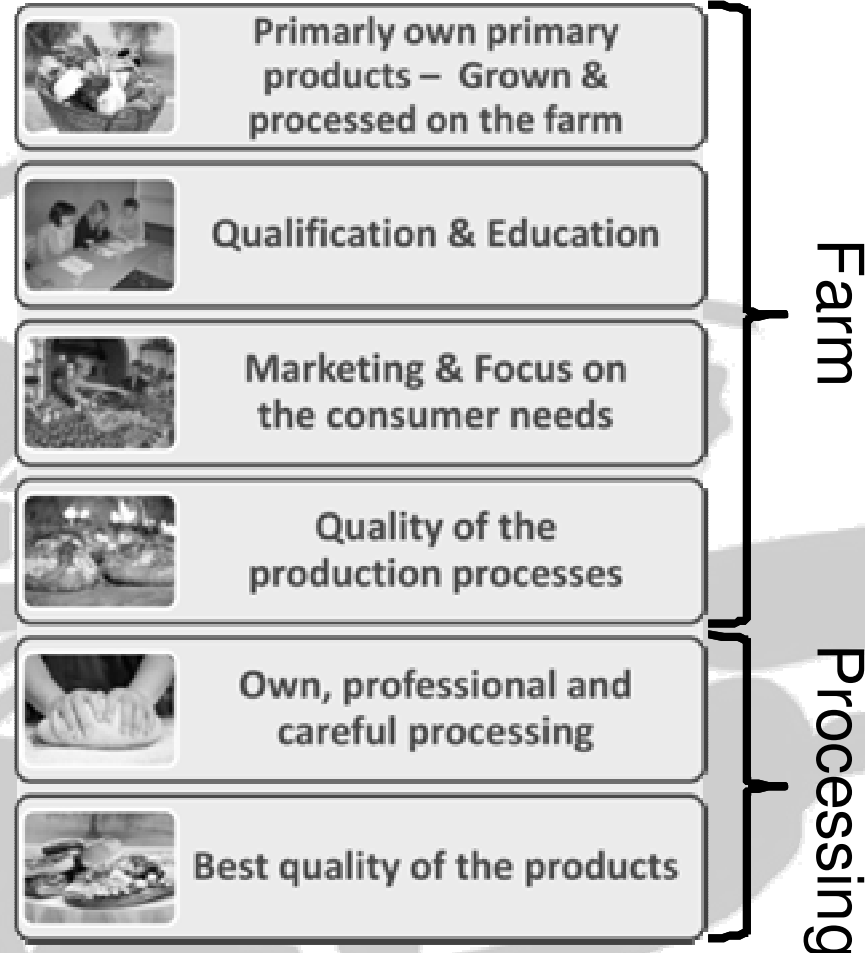 Primarly own primary
products – Grown &
processed on the farm
Qualification & Education
Marketing & Focus on
the consumer needs
Quality of the
production processes
Own, professional and
careful processing
Best quality of the products
Farm
Processing